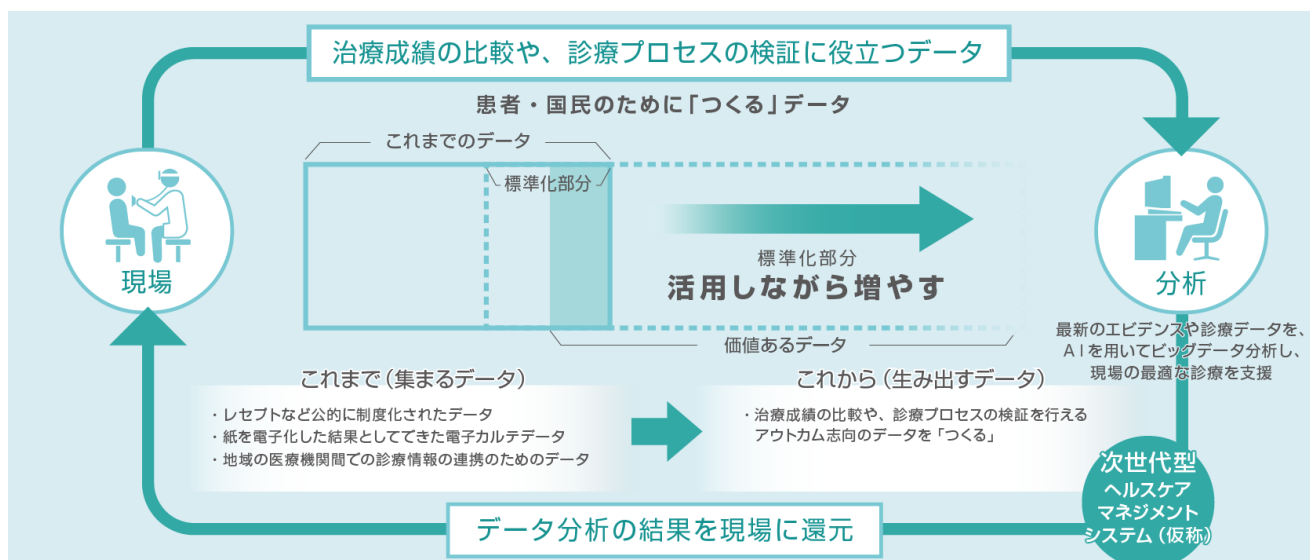 治療成績の比較や、診療プロセスの検証に役立つデータ
患者・国民のために「つくる」データ
これまでのデータ
標準化部分
標準化部分
活用しながら増やす
価値あるデータ
現場
分析
最新のエビデンスや診療データを、
AIを用いてビッグデータ分析し、
現場の最適な診療を支援
これまで（集まるデータ）
・レセプトなど公的に制度化されたデータ
・紙を電子化した結果としてできた電子カルテデータ
・地域の医療機関間での診療情報の連携のためのデータ
これから（生み出すデータ）
・治療成績の比較や、診療プロセスの検証を行える
アウトカム志向のデータを「つくる」
次世代型
ヘルスケア
マネジメント
システム（仮称）
データ分析の結果を現場に還元